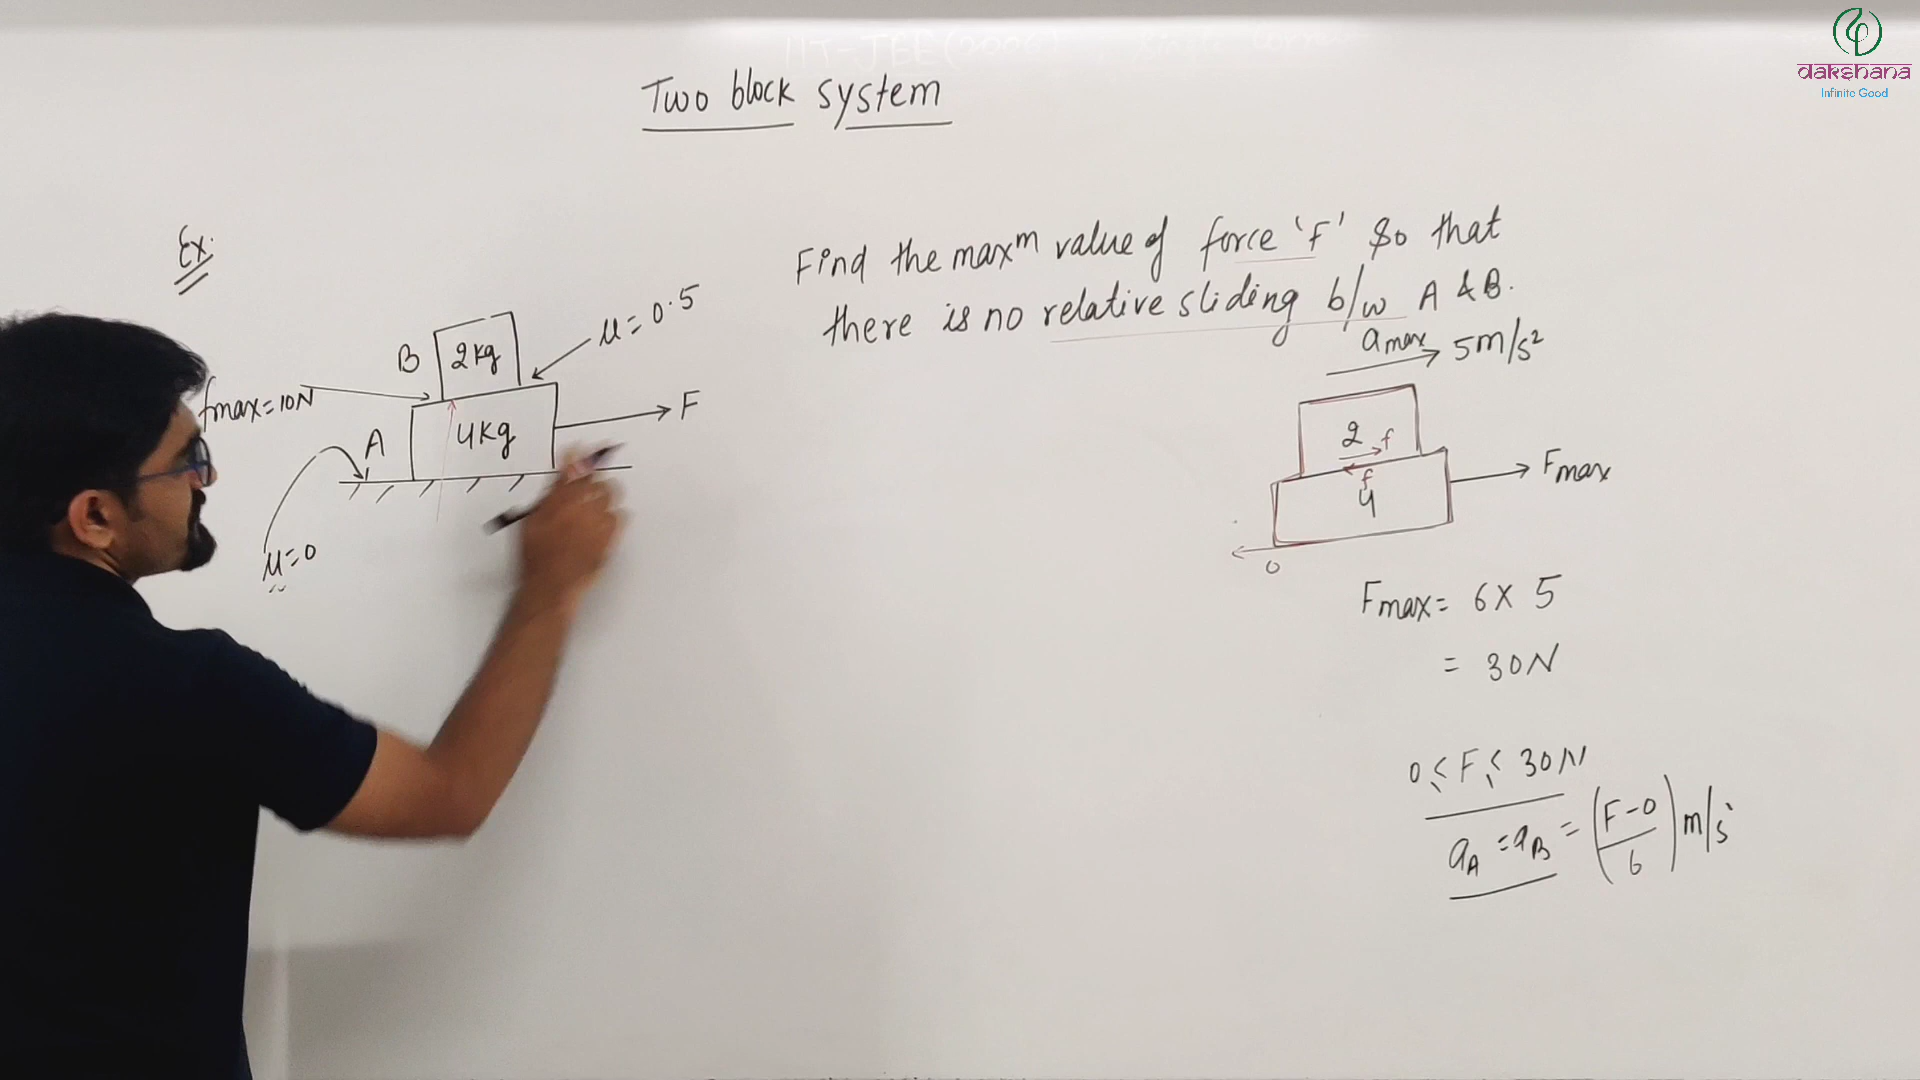 dakshana
Infinite Good
Two block system
Ex.
Find the maxm value of force 'F' so that
there is no relative sliding b/w A & B.
μ = 0.5
B
2kg
fmax = 10N
F
A
4kg
μ = 0
amax
5m/s²
2
f
f
4
Fmax
0
Fmax = 6 x 5
= 30N
0 ≤ F ≤ 30N
aA = aB = (F-0/6) m/s²